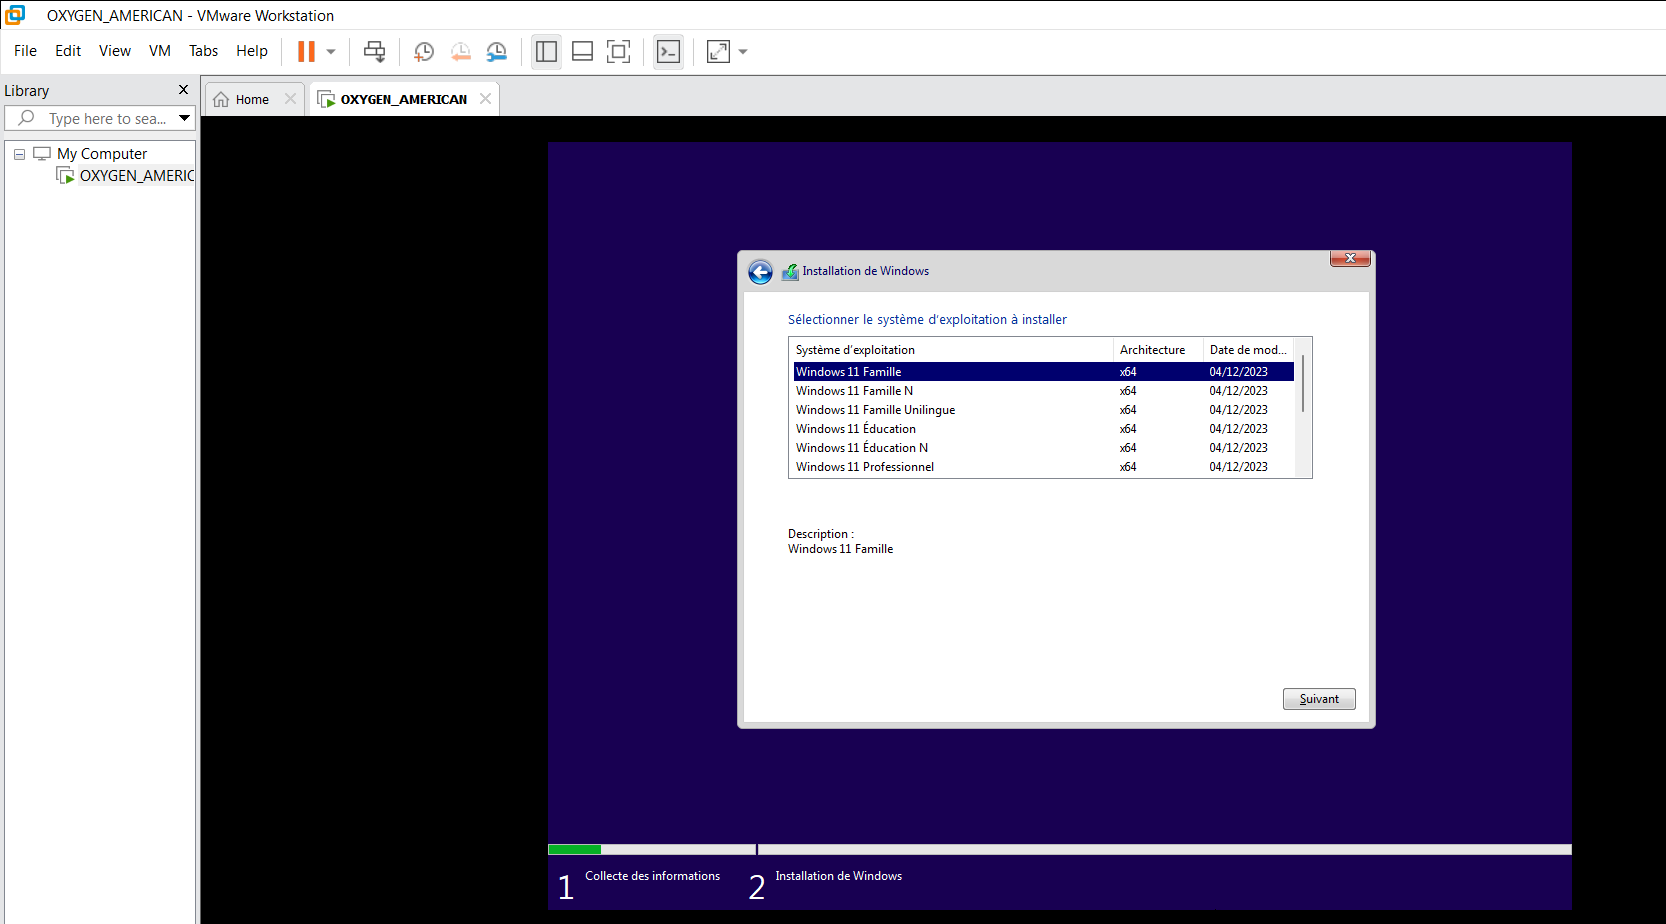 OXYGEN_AMERICAN - VMware Workstation
File Edit View VM Tabs Help
Library
Type here to sea...
My Computer
OXYGEN_AMERIC
Home
OXYGEN_AMERICAN
Installation de Windows
Sélectionner le système d'exploitation à installer
Système d'exploitation Architecture Date de mod...
Windows 11 Famille x64 04/12/2023
Windows 11 Famille N x64 04/12/2023
Windows 11 Famille Unilingue x64 04/12/2023
Windows 11 Éducation x64 04/12/2023
Windows 11 Éducation N x64 04/12/2023
Windows 11 Professionnel x64 04/12/2023
Description :
Windows 11 Famille
Suivant
1 Collecte des informations
2 Installation de Windows